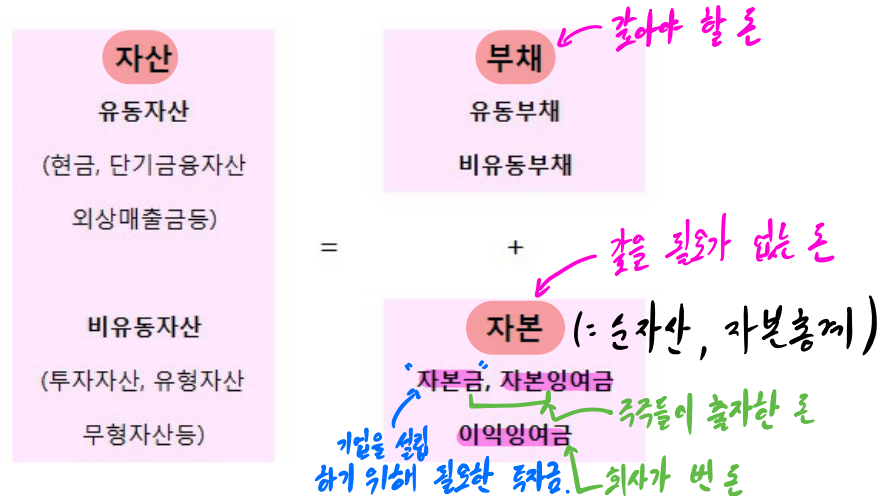 자산
유동자산
(현금, 단기금융자산
외상매출금등)
비유동자산
(투자자산, 유형자산
무형자산등)
=
부채
갚아야 할 돈
유동부채
비유동부채
+
갚을 필요가 없는 돈
자본 (= 순자산, 자본총계)
"자본금", 자본잉여금
주주들이 출자한 돈
이익잉여금
회사가 번 돈
기업을 설립
하기 위해 필요한 투자금.